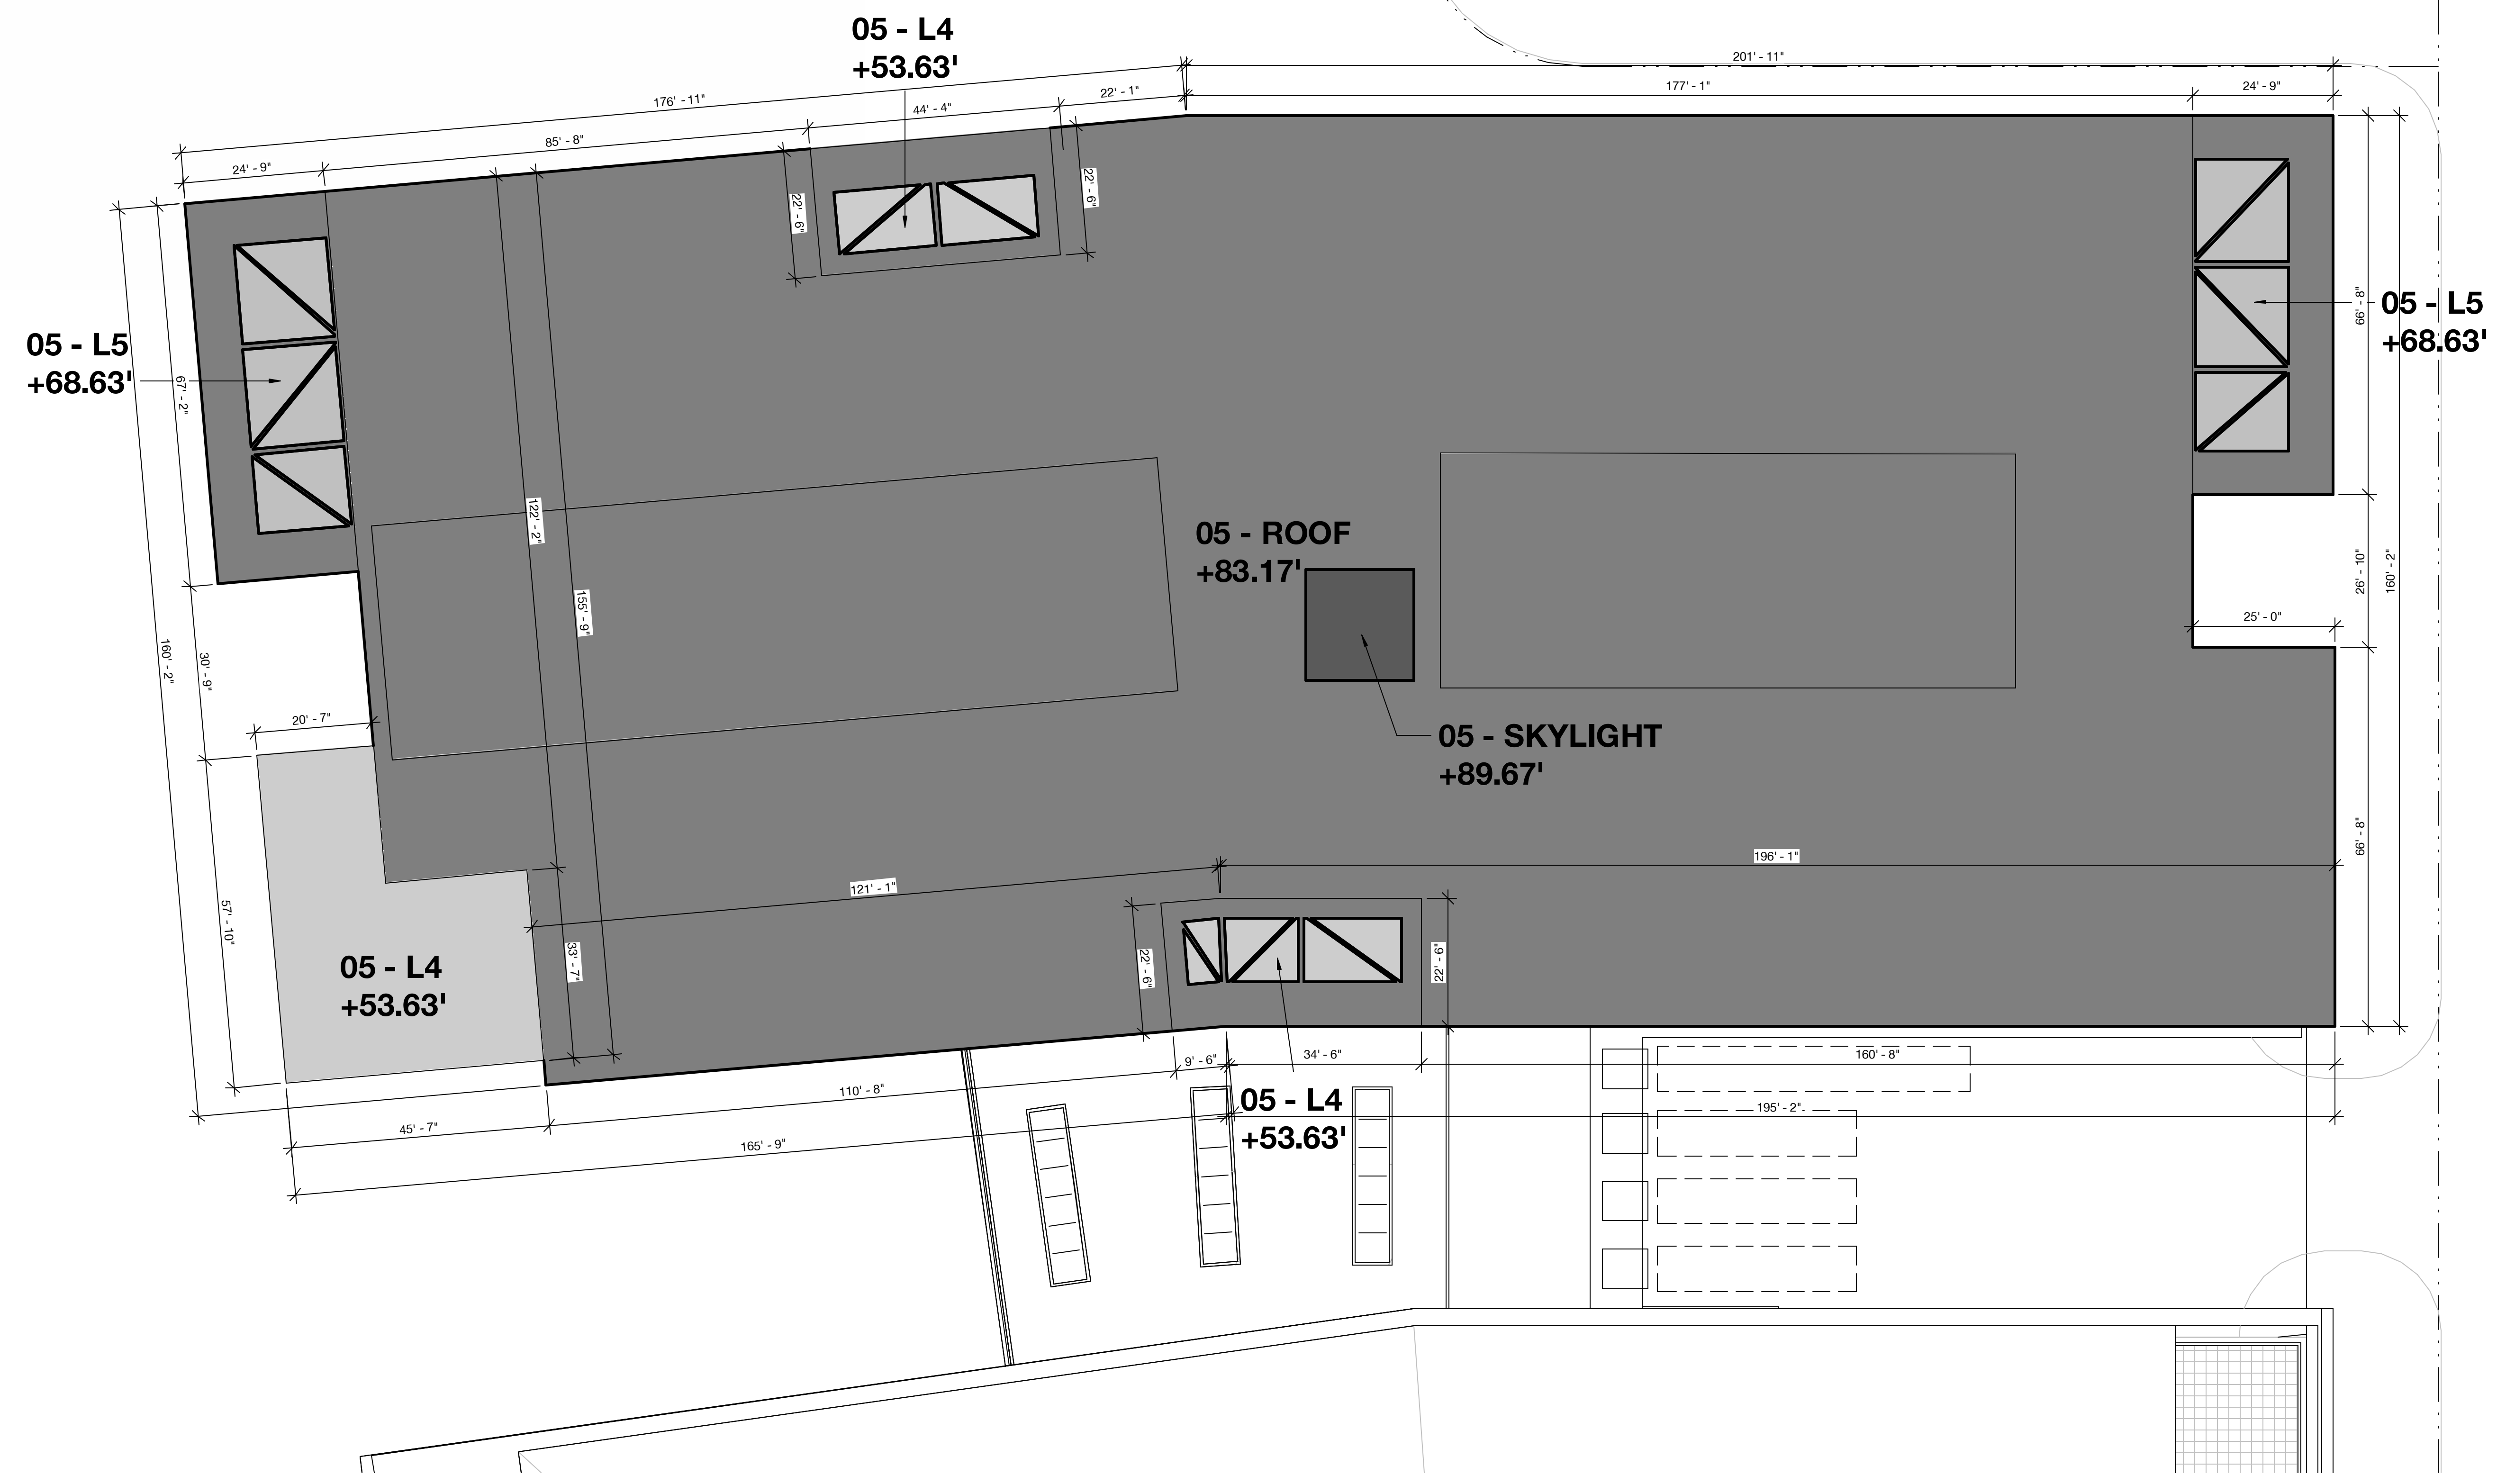 05 - L4
+53.63'
201' - 11"
176' - 11"
22' - 1"
177' - 1"
24' - 9"
44' - 4"
85' - 8"
24' - 9"
22' - 6"
22' - 6"
05 - L5
+68.63'
66' - 8"
05 - L5
+68.63'
67' - 2"
122' - 2"
05 - ROOF
+83.17'
26' - 10"
160' - 2"
155' - 9"
25' - 0"
160' - 2"
30' - 9"
20' - 7"
05 - SKYLIGHT
+89.67'
66' - 8"
196' - 1"
121' - 1"
57' - 10"
33' - 7"
22' - 6"
22' - 6"
05 - L4
+53.63'
9' - 6"
34' - 6"
160' - 8"
110' - 8"
05 - L4
+53.63'
195' - 2"
45' - 7"
165' - 9"